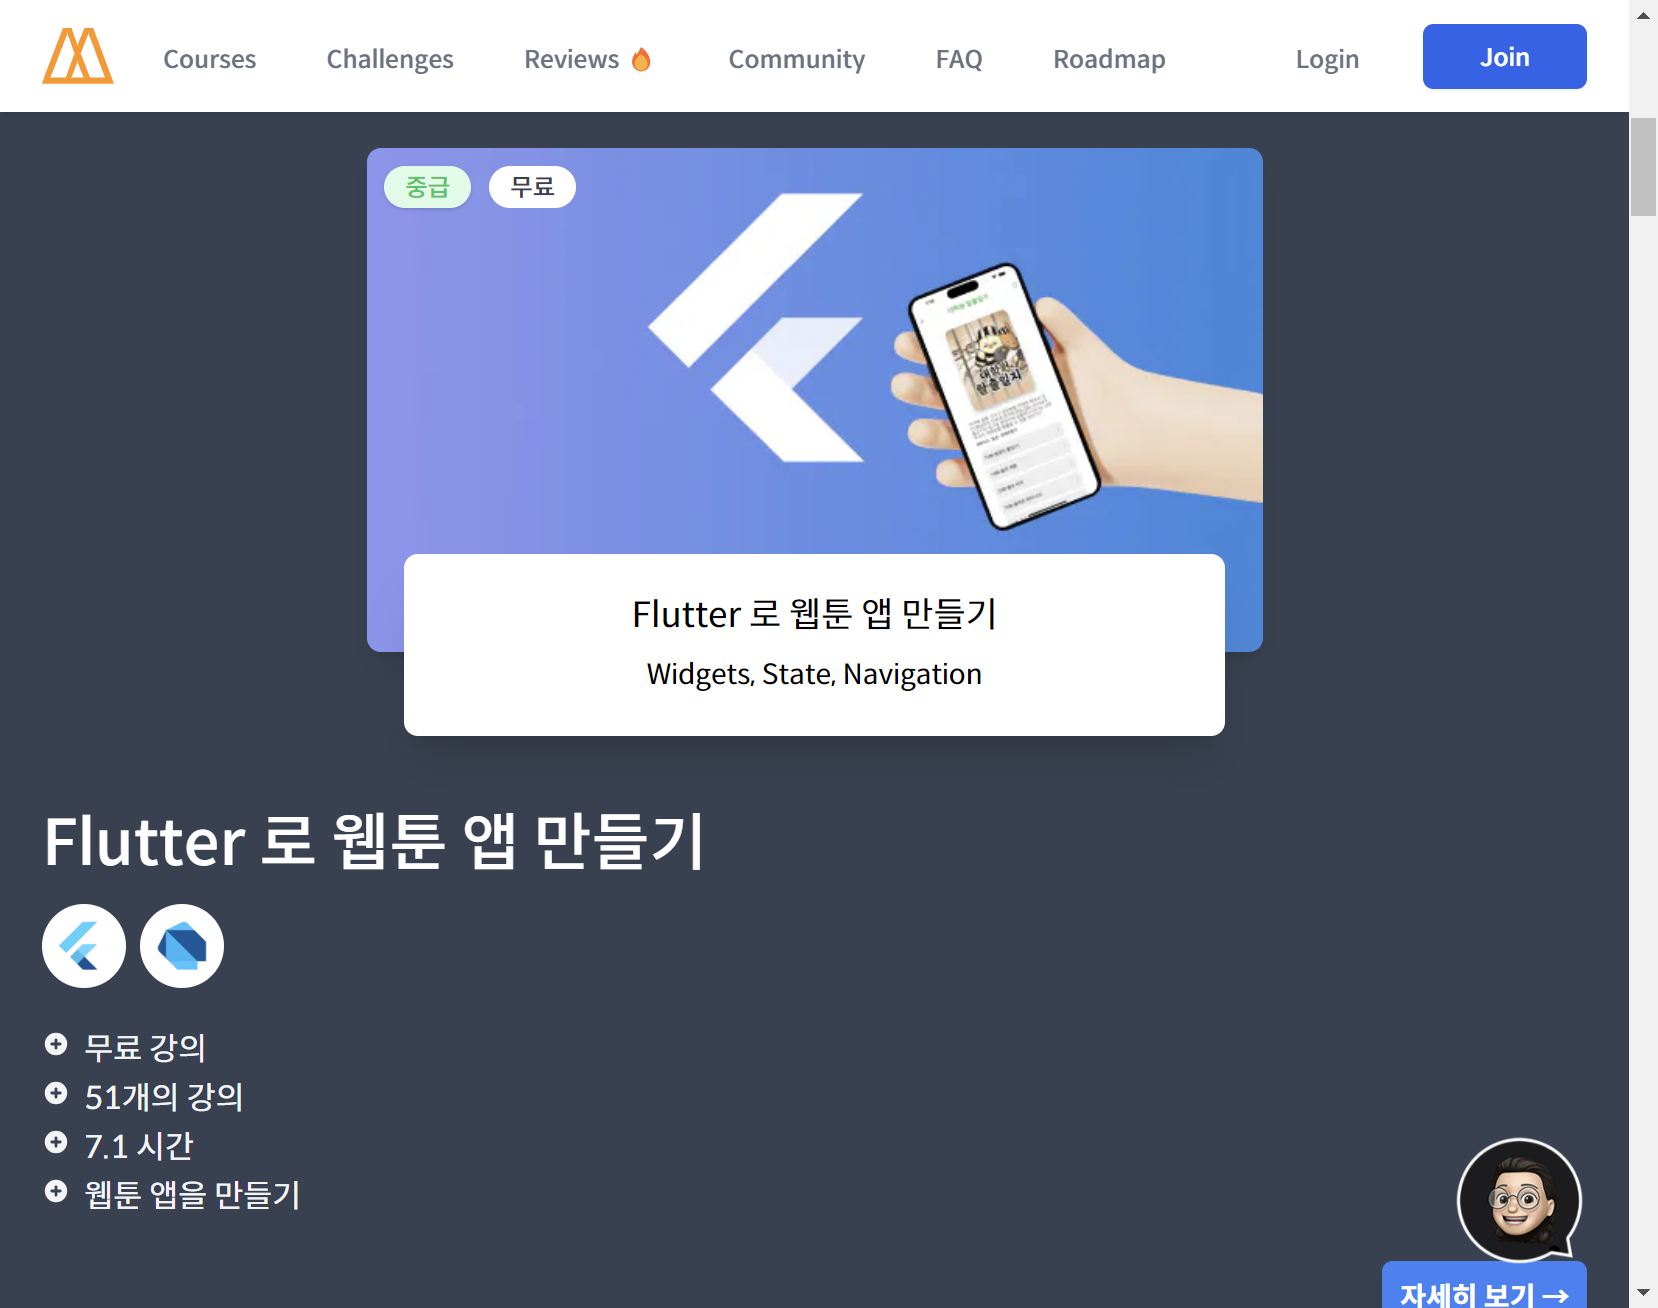 Courses Challenges Reviews 🔥 Community FAQ Roadmap Login Join
중급 무료
Flutter 로 웹툰 앱 만들기
Widgets, State, Navigation
Flutter 로 웹툰 앱 만들기
무료 강의
51개의 강의
7.1 시간
웹툰 앱을 만들기
자세히 보기 →